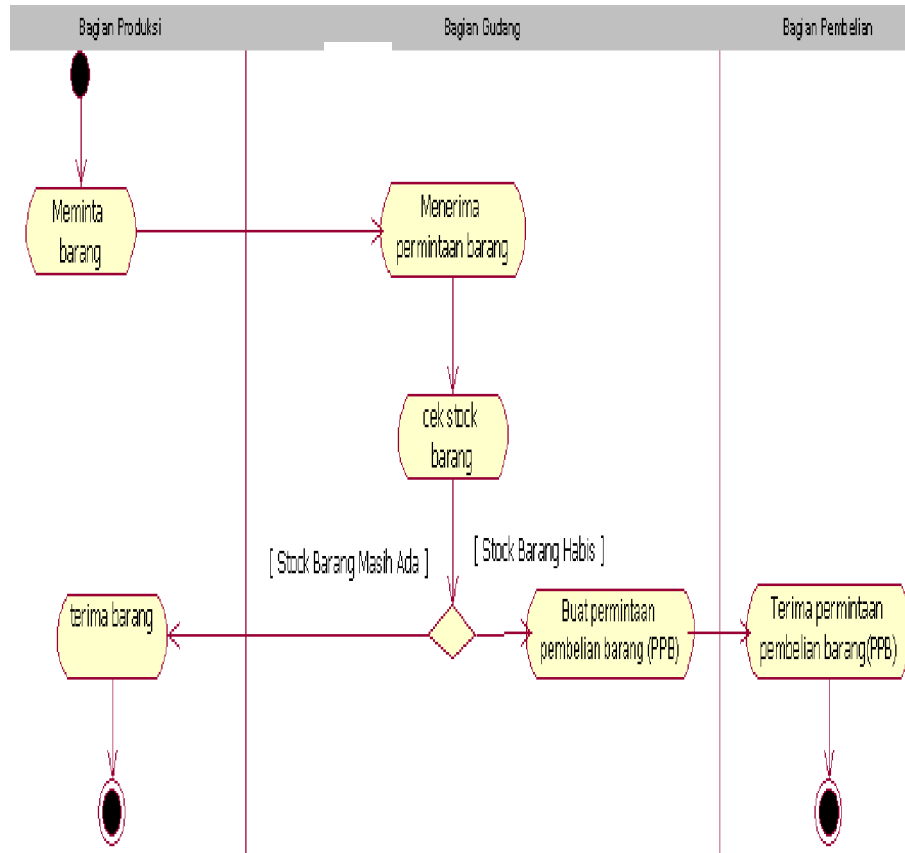 Bagian Produksi
Bagian Gudang
Bagian Pembelian
Meminta
barang
Menerima
permintaan barang
cek stock
barang
[ Stock Barang Masih Ada ]
[ Stock Barang Habis ]
terima barang
Buat permintaan
pembelian barang (PPB)
Terima permintaan
pembelian barang(PPB)